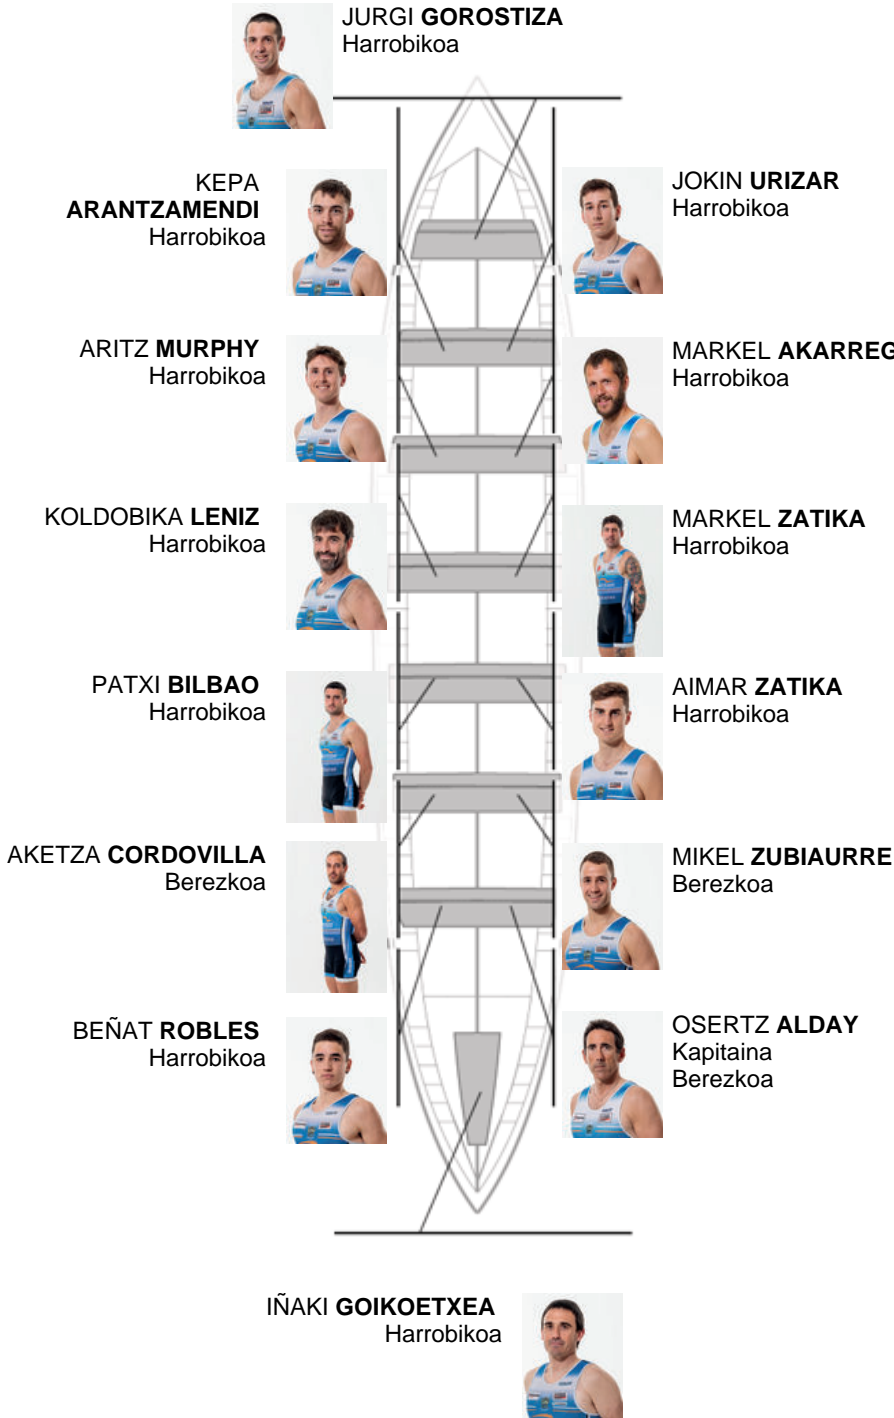 JURGI GOROSTIZA
Harrobikoa
KEPA
ARANTZAMENDI
Harrobikoa
JOKIN URIZAR
Harrobikoa
ARITZ MURPHY
Harrobikoa
MARKEL AKARREG
Harrobikoa
KOLDOBIKA LENIZ
Harrobikoa
MARKEL ZATIKA
Harrobikoa
PATXI BILBAO
Harrobikoa
AIMAR ZATIKA
Harrobikoa
AKETZA CORDOVILLA
Berezkoa
MIKEL ZUBIAURRE
Berezkoa
BEÑAT ROBLES
Harrobikoa
OSERTZ ALDAY
Kapitaina
Berezkoa
IÑAKI GOIKOETXEA
Harrobikoa